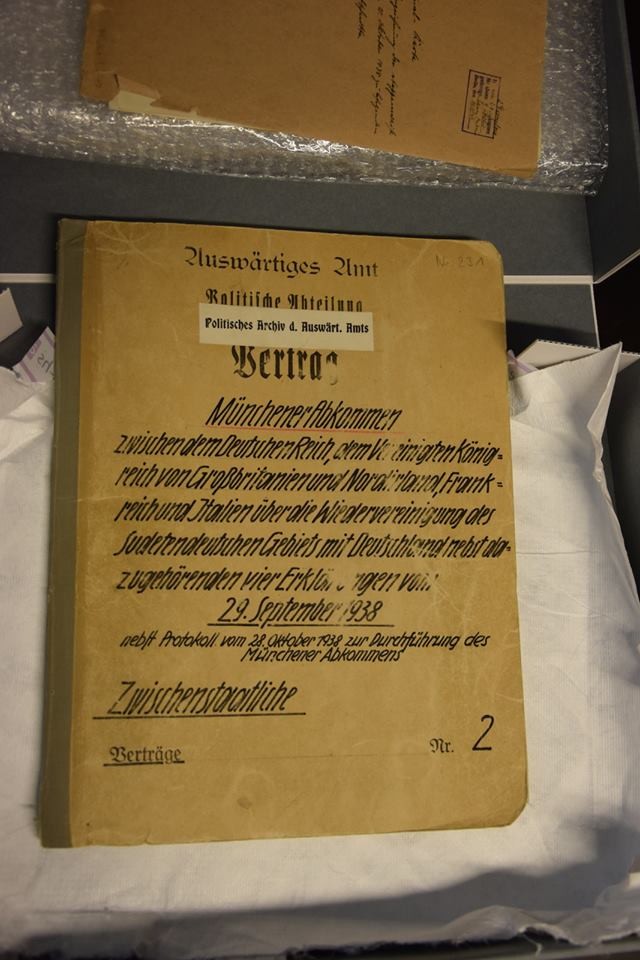 Auswärtiges Amt
Nr. 231
Politische Abteilung
Politisches Archiv d. Auswärt. Amts
Vertrag
Münchener Abkommen
zwischen dem Deutschen Reich, dem Vereinigten König=
reich von Großbritanien und Nordirland, Frank=
reich und Italien über die Wiedervereinigung des
Sudetendeutschen Gebiets mit Deutschland nebst da=
zugehörenden vier Erklärungen vom
29. September 1938
nebst Protokoll vom 28. Oktober 1938 zur Durchführung des
Münchener Abkommens
Zwischenstaatliche
Verträge
Nr. 2